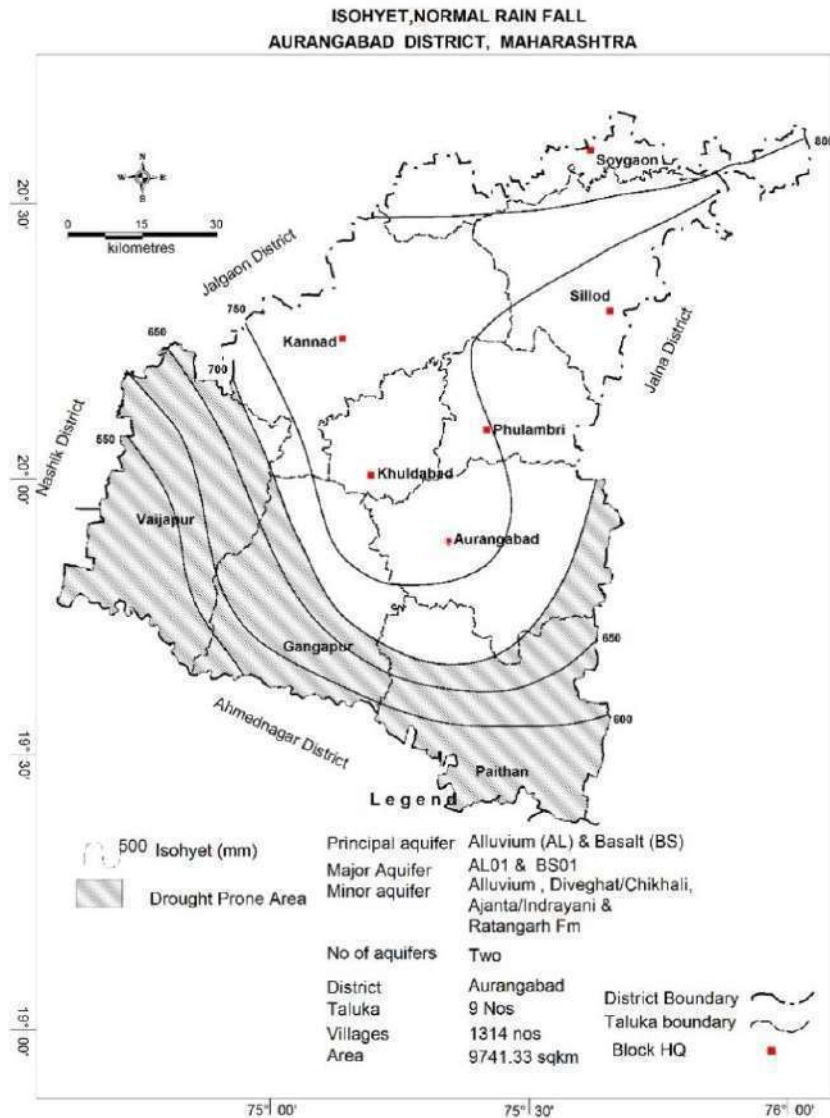 ISOHYET,NORMAL RAIN FALL
AURANGABAD DISTRICT, MAHARASHTRA
800
Soygaon
N
W E
S
20° 30'
0 15 30
kilometres
Jalgaon District
Sillod
750
Kannad
650
700
Jalna District
Phulambri
550
Nashik District
Khuldabad
20° 00'
Vaijapur
Aurangabad
Gangapur
650
600
Ahmednagar District
19° 30'
Paithan
Legend
500 Isohyet (mm)
Drought Prone Area
Principal aquifer Alluvium (AL) & Basalt (BS)
Major Aquifer AL01 & BS01
Minor aquifer Alluvium , Diveghat/Chikhali,
Ajanta/Indrayani &
Ratangarh Fm
No of aquifers Two
District Aurangabad
Taluka 9 Nos
Villages 1314 nos
Area 9741.33 sqkm
District Boundary
Taluka boundary
Block HQ
19° 00'
75° 00' 75° 30' 76° 00'